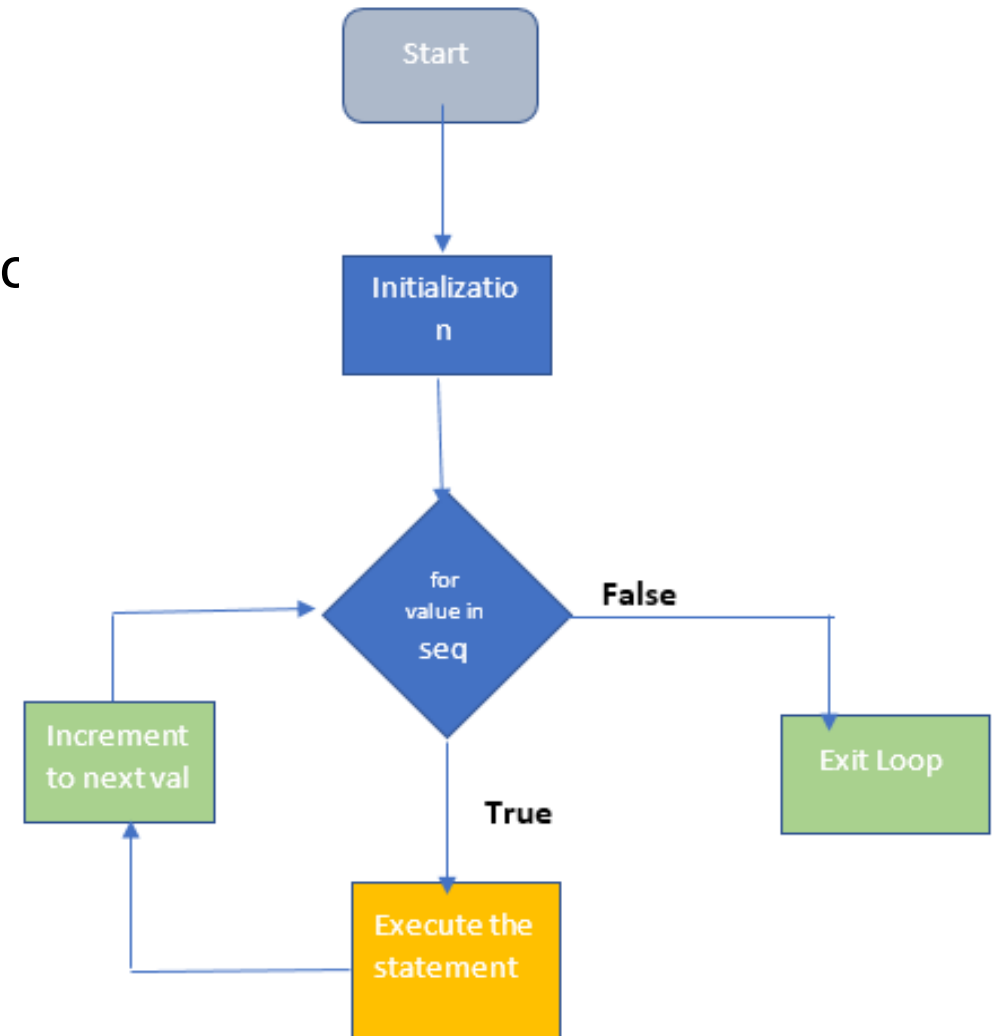 Start
Initializatio
n
for
value in
seq
False
Increment
to next val
Exit Loop
True
Execute the
statement